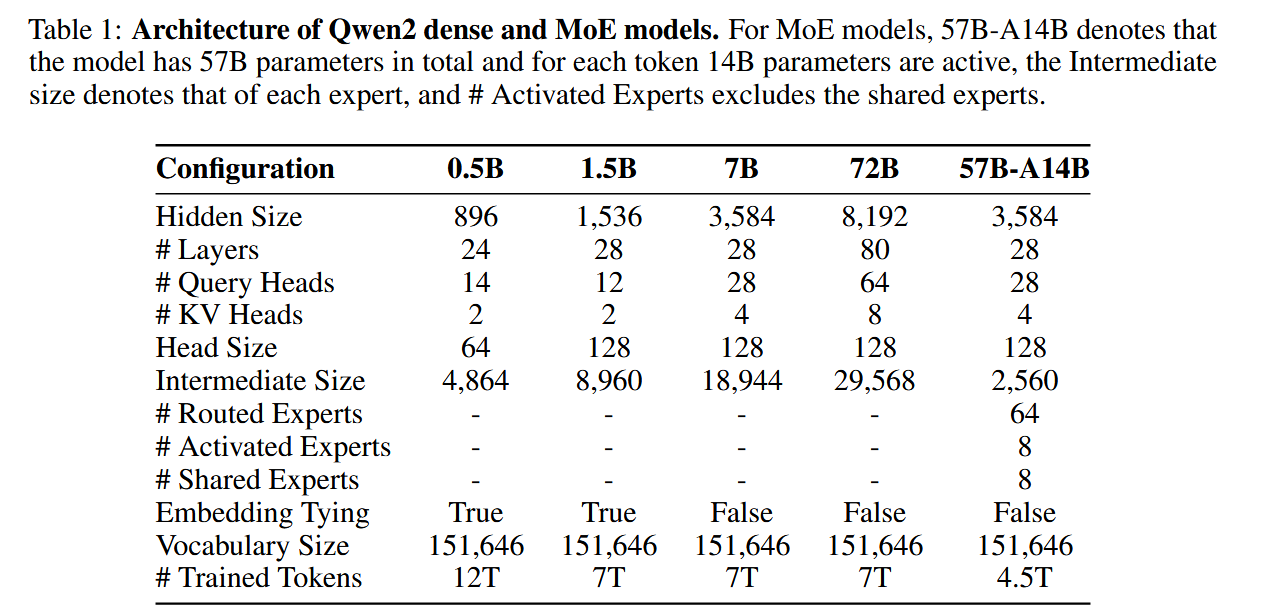 Table 1: Architecture of Qwen2 dense and MoE models. For MoE models, 57B-A14B denotes that
the model has 57B parameters in total and for each token 14B parameters are active, the Intermediate
size denotes that of each expert, and # Activated Experts excludes the shared experts.
Configuration 0.5B 1.5B 7B 72B 57B-A14B
Hidden Size 896 1,536 3,584 8,192 3,584
# Layers 24 28 28 80 28
# Query Heads 14 12 28 64 28
# KV Heads 2 2 4 8 4
Head Size 64 128 128 128 128
Intermediate Size 4,864 8,960 18,944 29,568 2,560
# Routed Experts - - - - 64
# Activated Experts - - - - 8
# Shared Experts - - - - 8
Embedding Tying True True False False False
Vocabulary Size 151,646 151,646 151,646 151,646 151,646
# Trained Tokens 12T 7T 7T 7T 4.5T